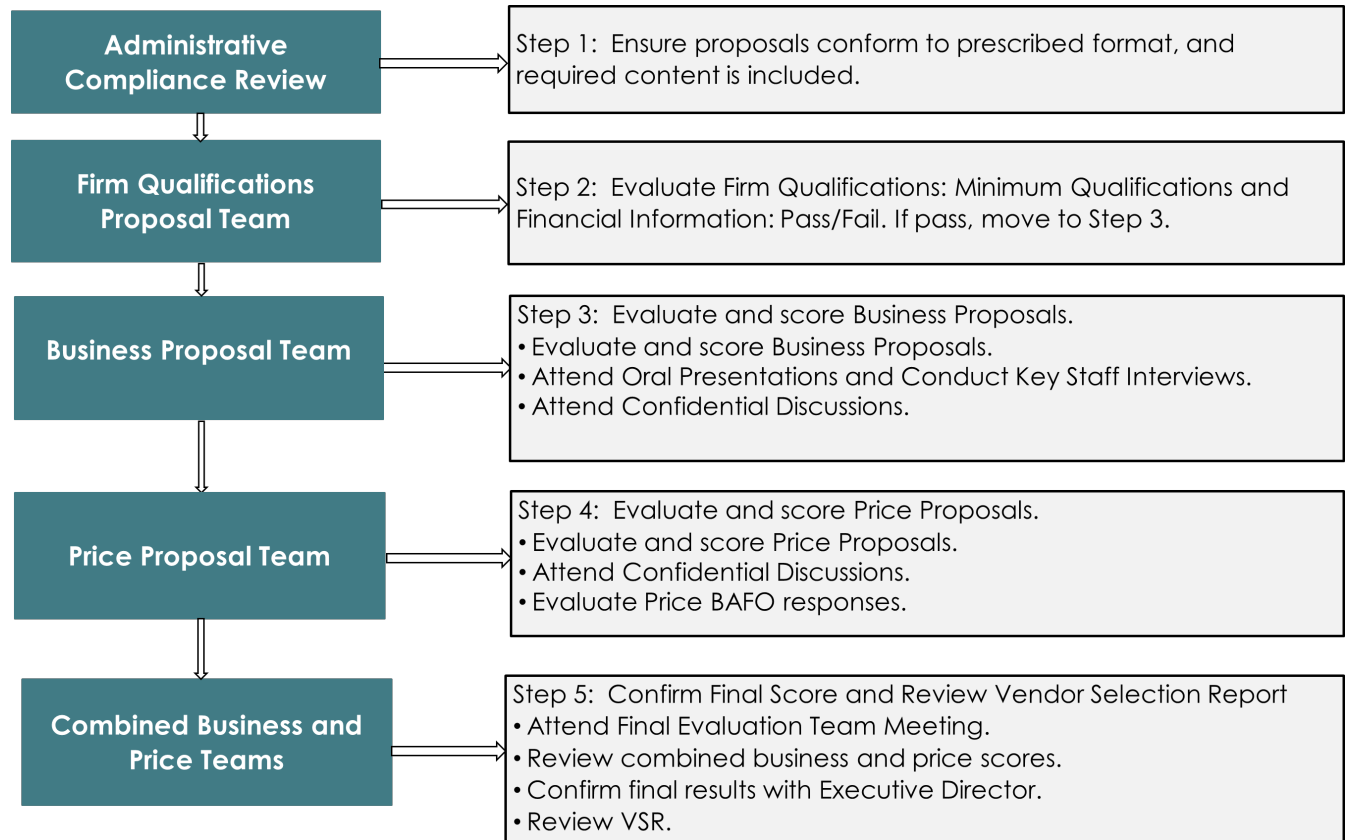 Administrative
Compliance Review
Step 1:  Ensure proposals conform to prescribed format, and
required content is included.
Firm Qualifications
Proposal Team
Step 2:  Evaluate Firm Qualifications: Minimum Qualifications and
Financial Information: Pass/Fail. If pass, move to Step 3.
Business Proposal Team
Step 3:  Evaluate and score Business Proposals.
• Evaluate and score Business Proposals.
• Attend Oral Presentations and Conduct Key Staff Interviews.
• Attend Confidential Discussions.
Price Proposal Team
Step 4:  Evaluate and score Price Proposals.
• Evaluate and score Price Proposals.
• Attend Confidential Discussions.
• Evaluate Price BAFO responses.
Combined Business and
Price Teams
Step 5:  Confirm Final Score and Review Vendor Selection Report
• Attend Final Evaluation Team Meeting.
• Review combined business and price scores.
• Confirm final results with Executive Director.
• Review VSR.